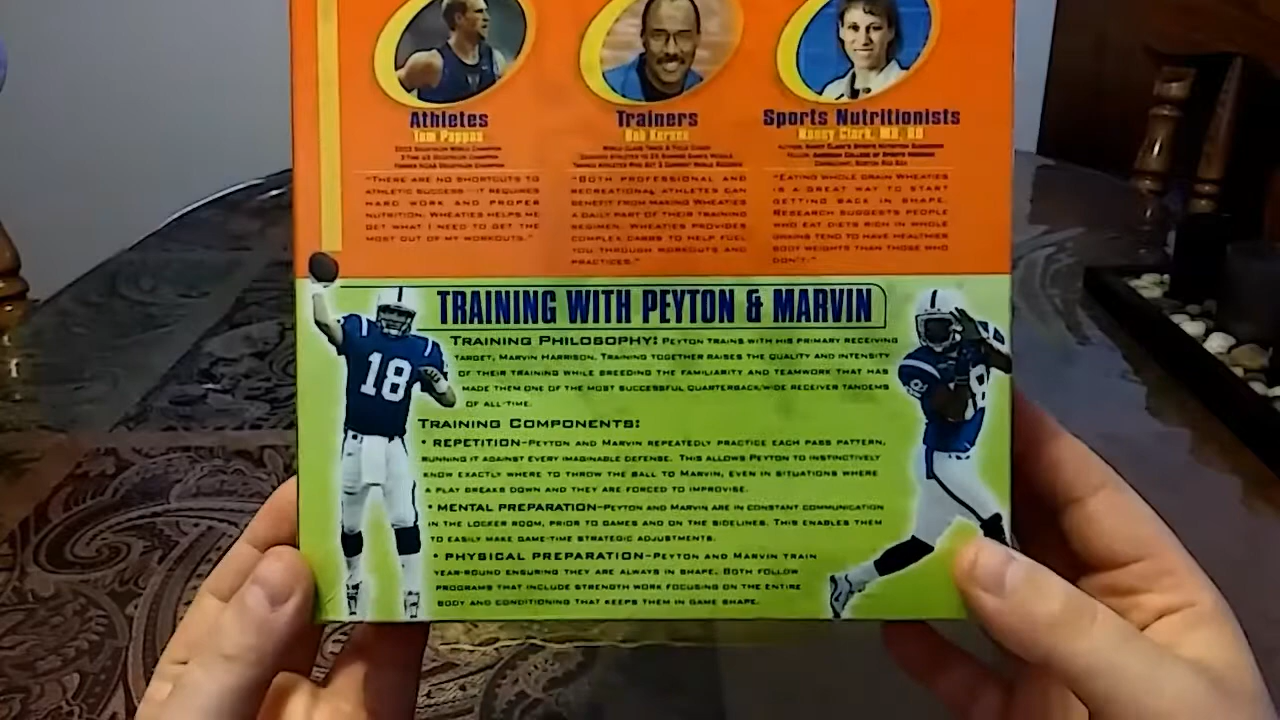 Athletes
Tom Pappas
2003 Decathlon World Champion
2 Time US Decathlon Champion
Former NCAA Decathlon Champion
"There are no shortcuts to
athletic success—it requires
hard work and proper
nutrition. Wheaties helps me
get what I need to get the
most out of my workouts."
Trainers
Bob Kersee
World Class Track & Field Coach
"Both professional and
recreational athletes can
benefit from making Wheaties
a daily part of their training
regimen. Wheaties provides
complex carbs to help fuel
you through workouts and
practices."
Sports Nutritionists
Nancy Clark, MS, RD
Author, Nancy Clark's Sports Nutrition Guidebook
Fellow, American College of Sports Medicine
Consultant, Boston Red Sox
"Eating whole grain Wheaties
is a great way to start
getting back in shape.
Research suggests people
who eat diets rich in whole
grains tend to have healthier
body weights than those who
don't."
TRAINING WITH PEYTON & MARVIN
Training Philosophy: Peyton trains with his primary receiving
target, Marvin Harrison. Training together raises the quality and intensity
of their training while breeding the familiarity and teamwork that has
made them one of the most successful quarterback/wide receiver tandems
of all-time.
Training Components:
• REPETITION–Peyton and Marvin repeatedly practice each pass pattern,
running it against every imaginable defense. This allows Peyton to instinctively
know exactly where to throw the ball to Marvin, even in situations where
a play breaks down and they are forced to improvise.
• MENTAL PREPARATION–Peyton and Marvin are in constant communication
in the locker room, prior to games and on the sidelines. This enables them
to easily make game-time strategic adjustments.
• PHYSICAL PREPARATION–Peyton and Marvin train
year-round ensuring they are always in shape. Both follow
programs that include strength work focusing on the entire
body and conditioning that keeps them in game shape.
18
8